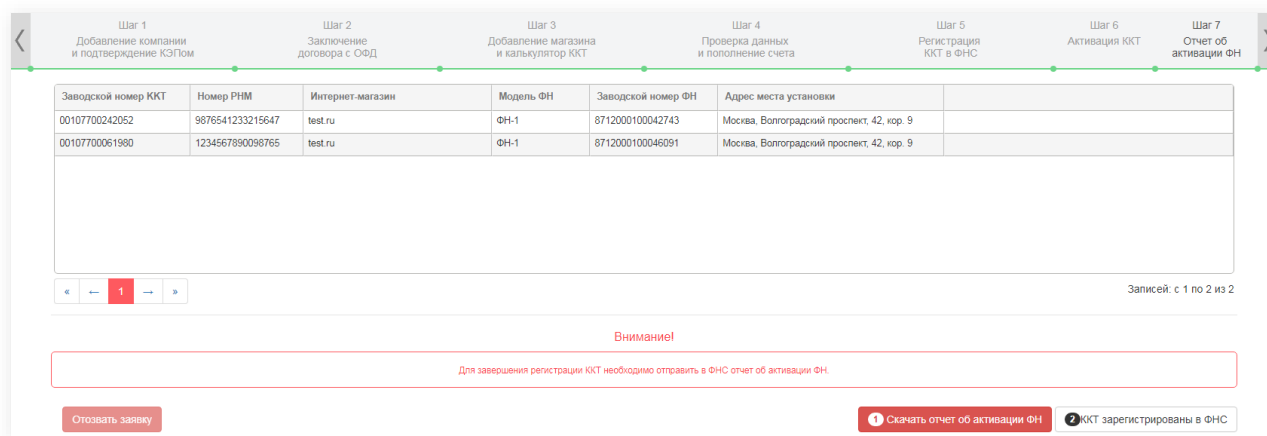 Шаг 1
Добавление компании
и подтверждение КЭПом
Шаг 2
Заключение
договора с ОФД
Шаг 3
Добавление магазина
и калькулятор ККТ
Шаг 4
Проверка данных
и пополнение счета
Шаг 5
Регистрация
ККТ в ФНС
Шаг 6
Активация ККТ
Шаг 7
Отчет об
активации ФН
Заводской номер ККТ Номер РНМ Интернет-магазин Модель ФН Заводской номер ФН Адрес места установки
00107700242052 9876541233215647 test.ru ФН-1 8712000100042743 Москва, Волгоградский проспект, 42, кор. 9
00107700061980 1234567890098765 test.ru ФН-1 8712000100046091 Москва, Волгоградский проспект, 42, кор. 9
« ← 1 → »
Записей: с 1 по 2 из 2
Внимание!
Для завершения регистрации ККТ необходимо отправить в ФНС отчет об активации ФН.
Отозвать заявку
1 Скачать отчет об активации ФН
2 ККТ зарегистрированы в ФНС